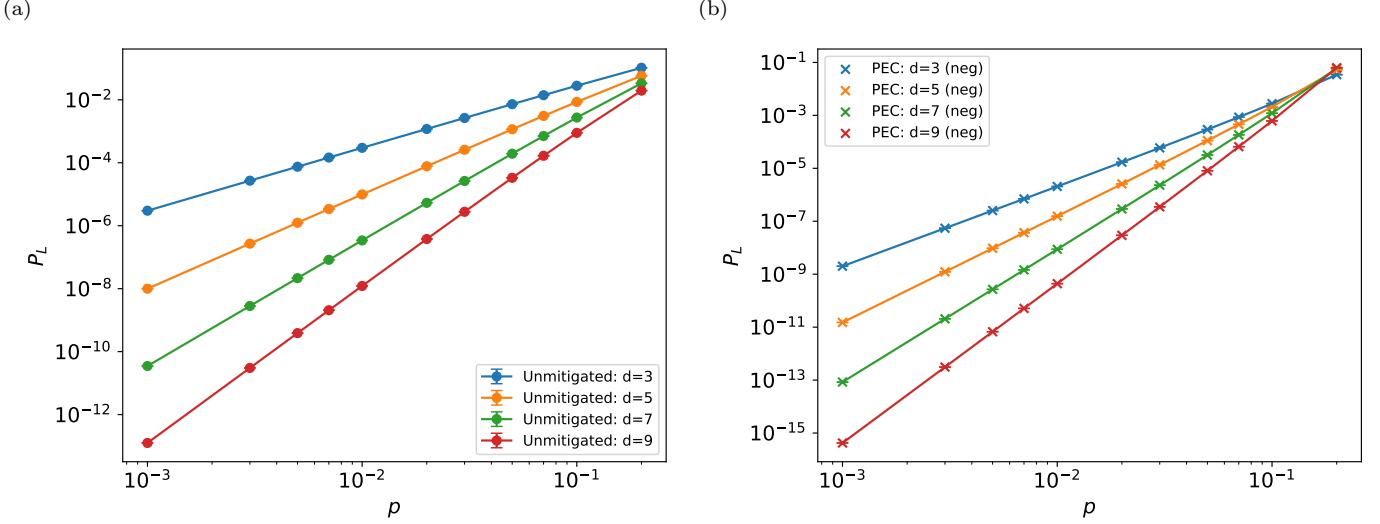 (a)
P_L
10^{-2}
10^{-4}
10^{-6}
10^{-8}
10^{-10}
10^{-12}
10^{-3}
10^{-2}
10^{-1}
p
Unmitigated: d=3
Unmitigated: d=5
Unmitigated: d=7
Unmitigated: d=9
(b)
P_L
10^{-1}
10^{-3}
10^{-5}
10^{-7}
10^{-9}
10^{-11}
10^{-13}
10^{-15}
10^{-3}
10^{-2}
10^{-1}
p
PEC: d=3 (neg)
PEC: d=5 (neg)
PEC: d=7 (neg)
PEC: d=9 (neg)